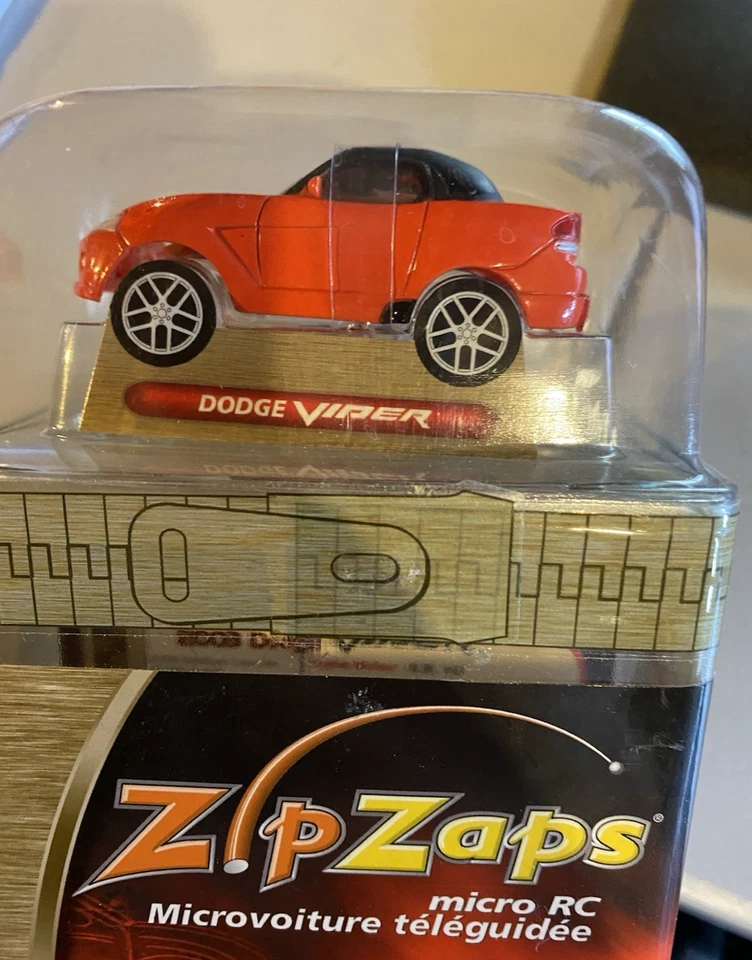 DODGE VIPER
ZipZaps®
micro RC
Microvoiture téléguidée